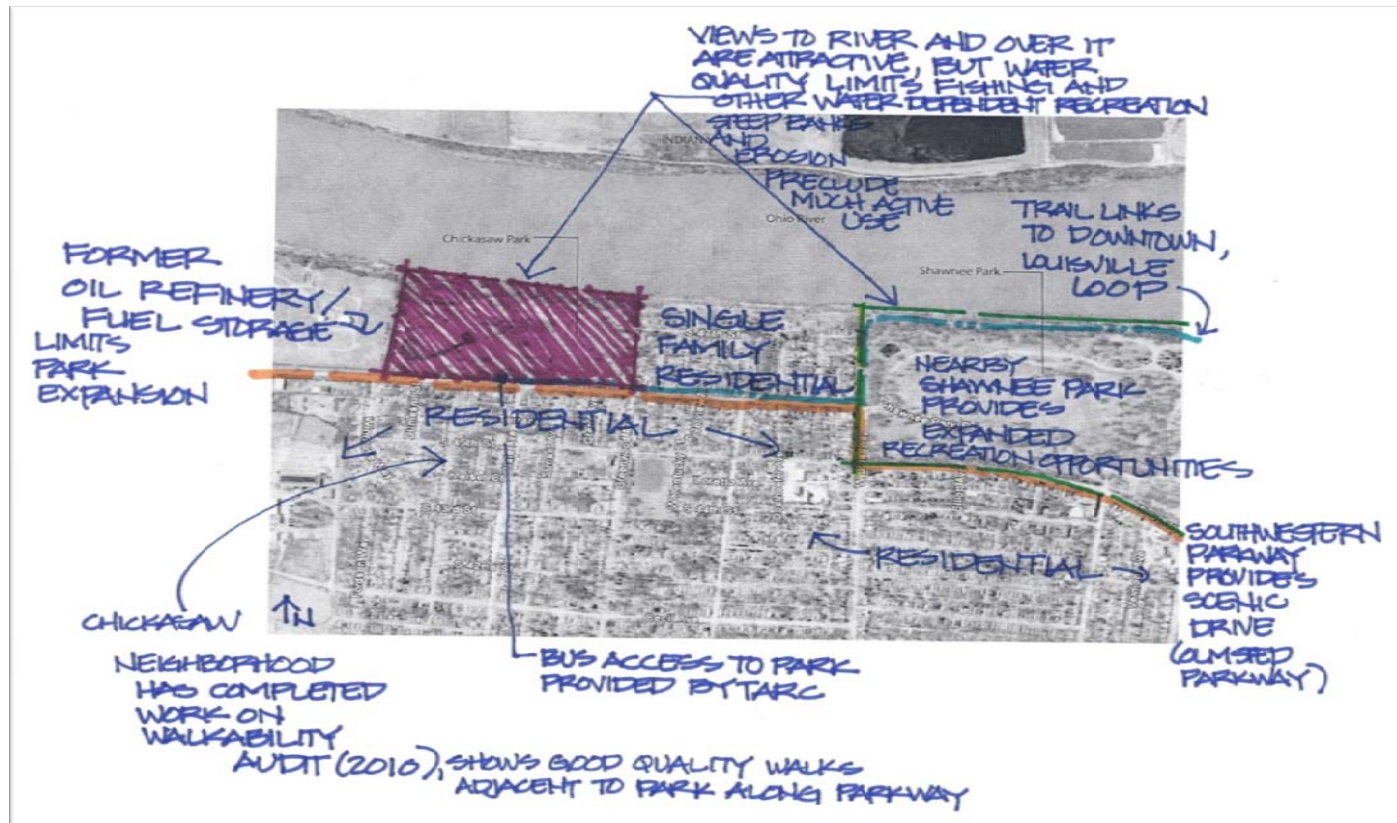 VIEWS TO RIVER AND OVER IT
ARE ATTRACTIVE, BUT WATER
QUALITY LIMITS FISHING AND
OTHER WATER DEPENDENT RECREATION
STEEP BANKS
AND
EROSION
PRECLUDE
MUCH ACTIVE
USE
Ohio River
TRAIL LINKS
TO DOWNTOWN,
LOUISVILLE
LOOP
Chickasaw Park
Shawnee Park
FORMER
OIL REFINERY/
FUEL STORAGE
LIMITS
PARK
EXPANSION
SINGLE
FAMILY
RESIDENTIAL
NEARBY
SHAWNEE PARK
PROVIDES
EXPANDED
RECREATION OPPORTUNITIES
RESIDENTIAL
RESIDENTIAL
SOUTHWESTERN
PARKWAY
PROVIDES
SCENIC
DRIVE
(OLMSTED
PARKWAY)
N
CHICKASAW
NEIGHBORHOOD
HAS COMPLETED
WORK ON
WALKABILITY
AUDIT (2010), SHOWS GOOD QUALITY WALKS
ADJACENT TO PARK ALONG PARKWAY
BUS ACCESS TO PARK
PROVIDED BY TARC